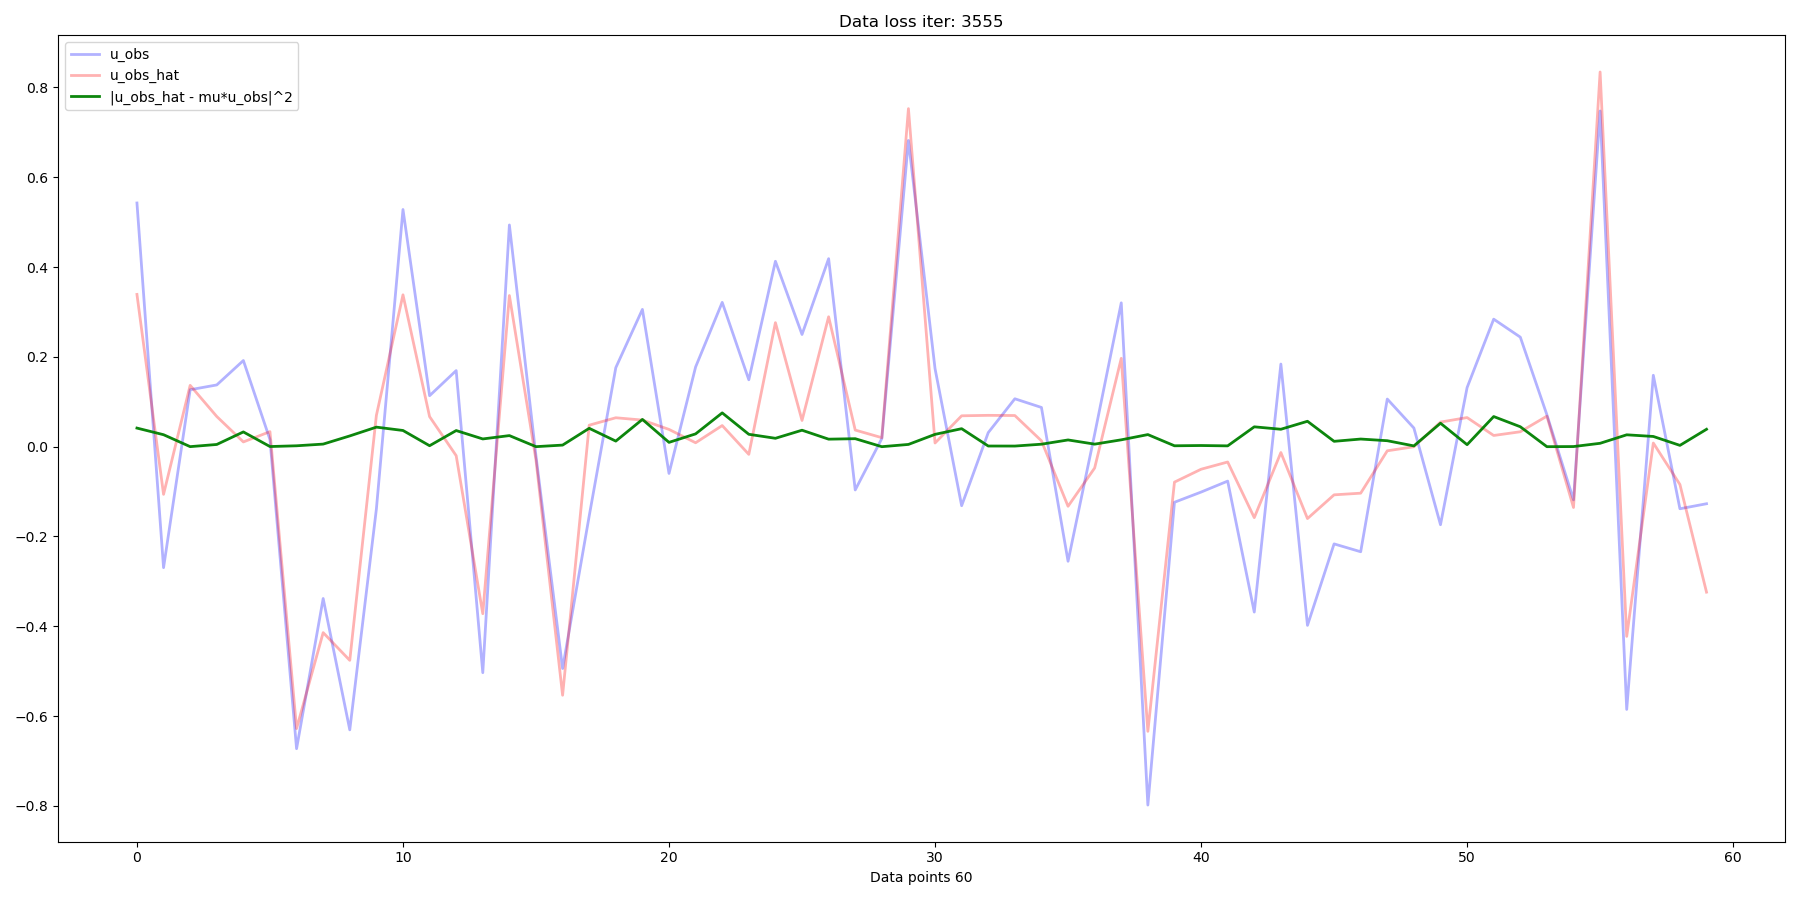 Data loss iter: 3555
u_obs
u_obs_hat
|u_obs_hat - mu*u_obs|^2
0.8
0.6
0.4
0.2
0.0
−0.2
−0.4
−0.6
−0.8
0 10 20 30 40 50 60
Data points 60